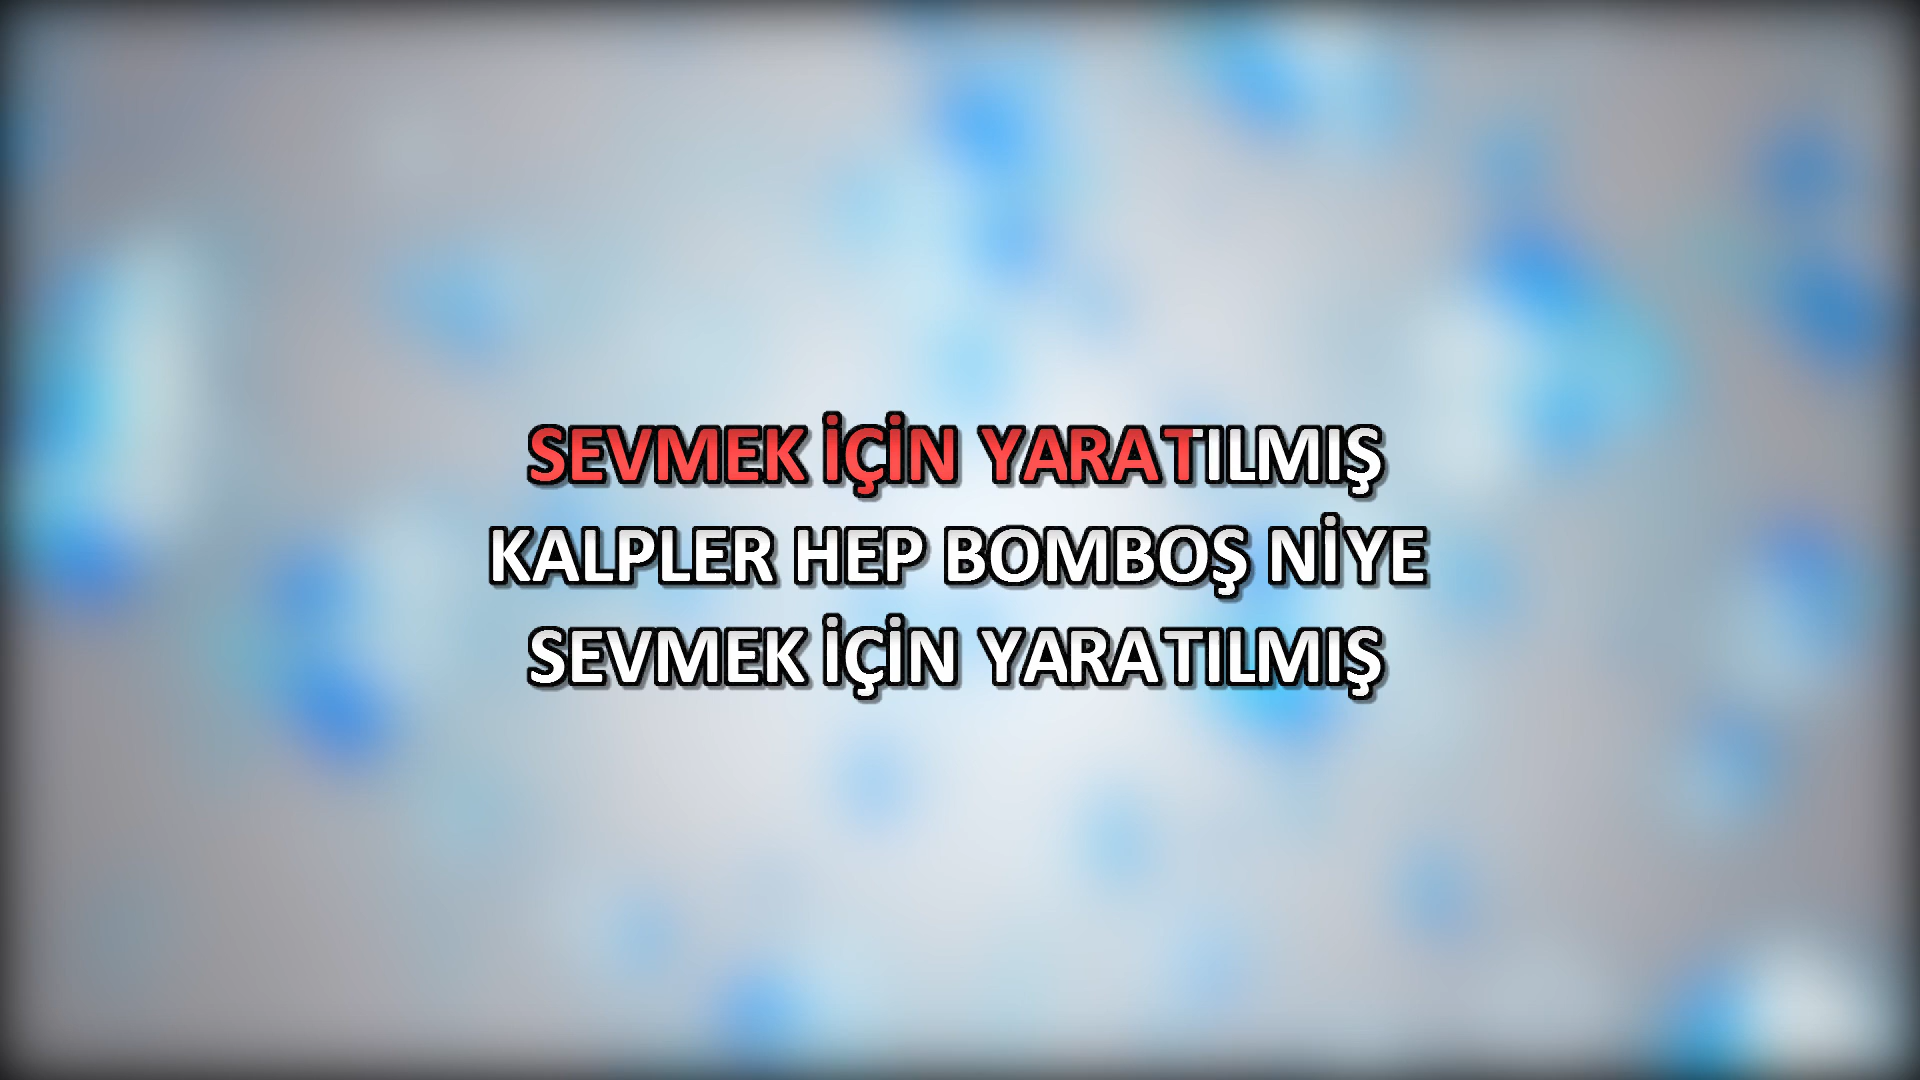 SEVMEK İÇİN YARATILMIŞ
KALPLER HEP BOMBOŞ NİYE
SEVMEK İÇİN YARATILMIŞ